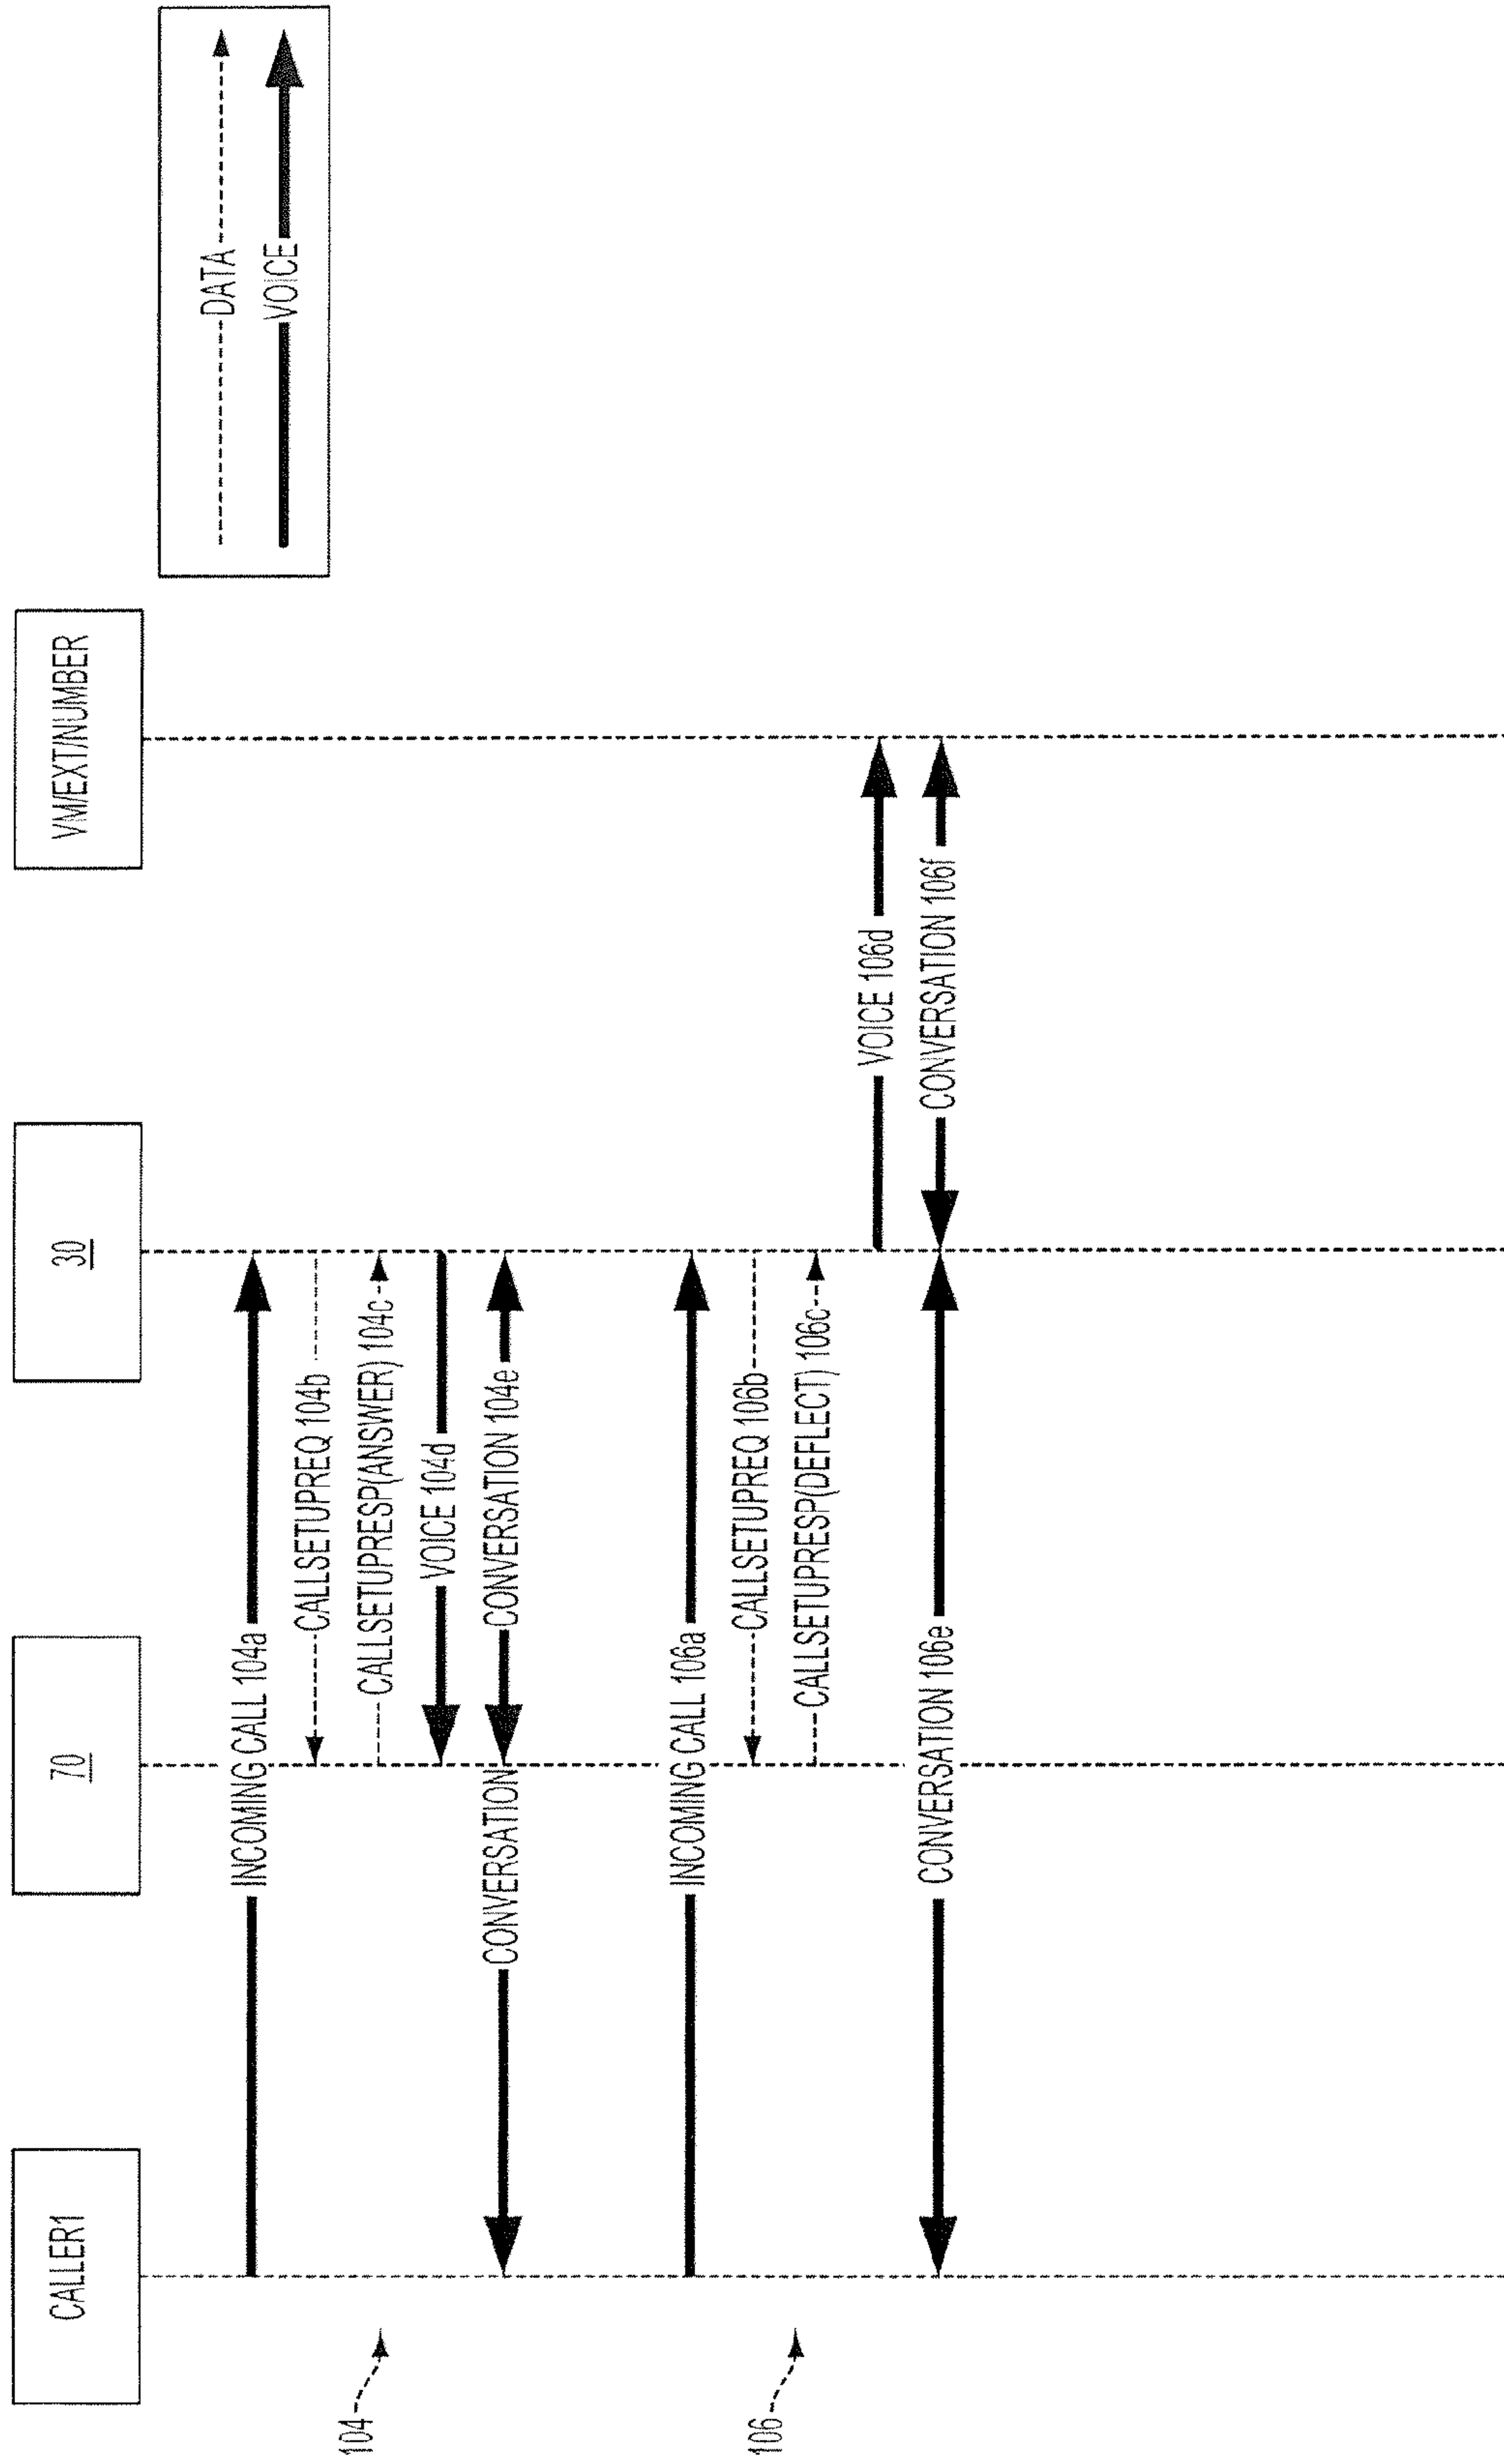 CALLER1
70
30
VM/EXT/NUMBER
DATA
VOICE
104
INCOMING CALL 104a
CALLSETUPREQ 104b
CALLSETUPRESP(ANSWER) 104c
VOICE 104d
CONVERSATION
CONVERSATION 104e
106
INCOMING CALL 106a
CALLSETUPREQ 106b
CALLSETUPRESP(DEFLECT) 106c
VOICE 106d
CONVERSATION 106e
CONVERSATION 106f